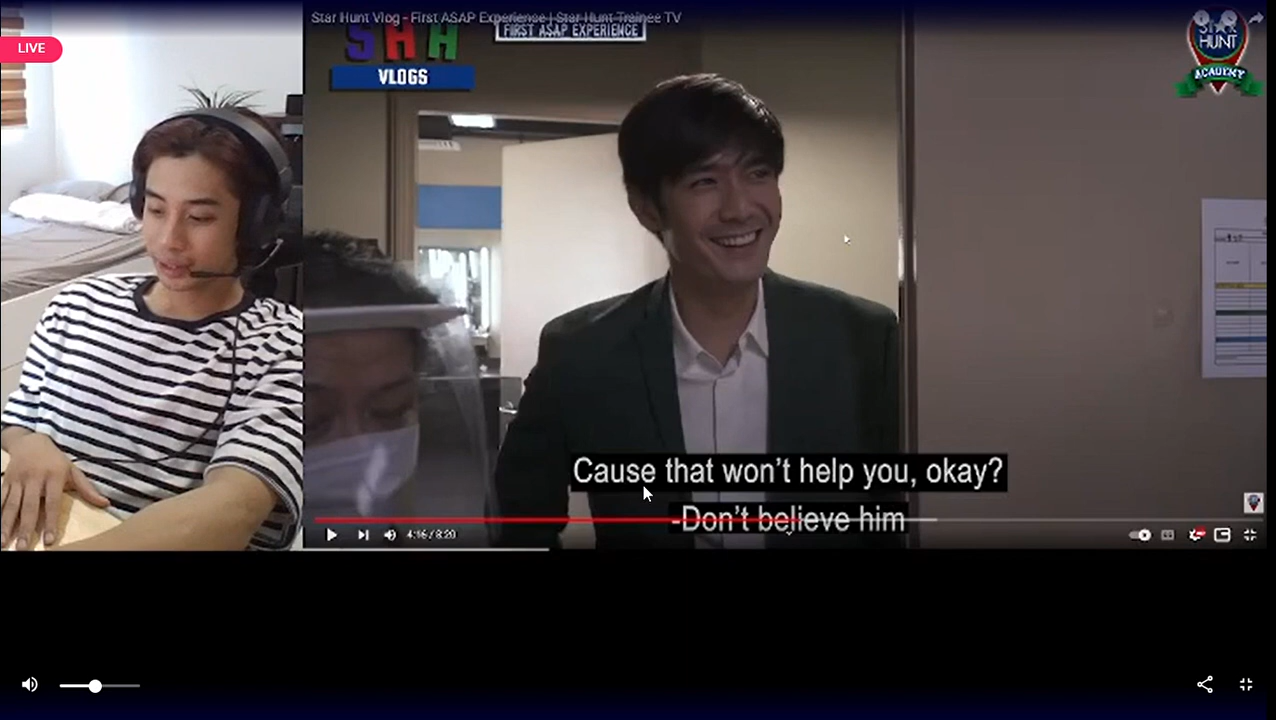 Star Hunt Vlog - First ASAP Experience | Star Hunt Trainee TV
LIVE
SHH
FIRST ASAP EXPERIENCE
VLOGS
STAR
HUNT
ACADEMY
Cause that won't help you, okay?
-Don't believe him
4:16 / 8:20